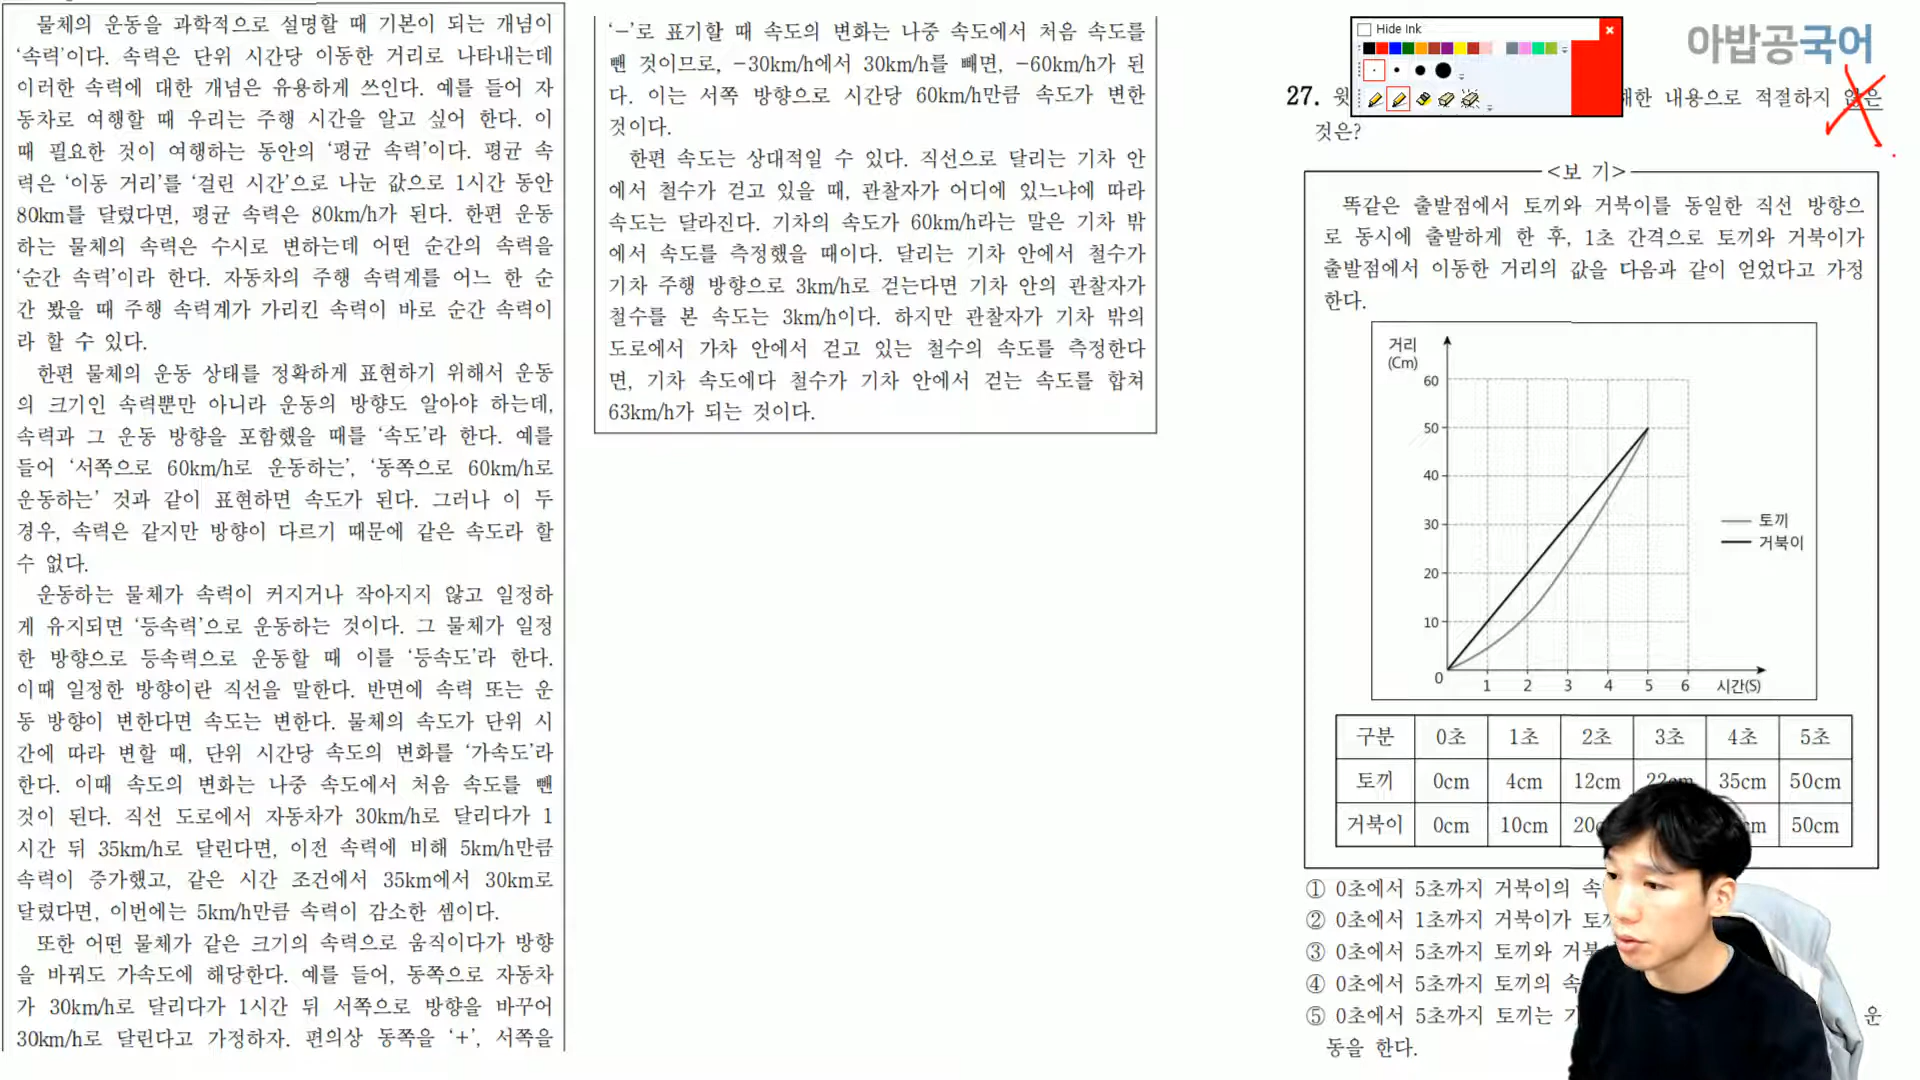 물체의 운동을 과학적으로 설명할 때 기본이 되는 개념이
‘속력’이다. 속력은 단위 시간당 이동한 거리로 나타내는데
이러한 속력에 대한 개념은 유용하게 쓰인다. 예를 들어 자
동차로 여행할 때 우리는 주행 시간을 알고 싶어 한다. 이
때 필요한 것이 여행하는 동안의 ‘평균 속력’이다. 평균 속
력은 ‘이동 거리’를 ‘걸린 시간’으로 나눈 값으로 1시간 동안
80km를 달렸다면, 평균 속력은 80km/h가 된다. 한편 운동
하는 물체의 속력은 수시로 변하는데 어떤 순간의 속력을
‘순간 속력’이라 한다. 자동차의 주행 속력계를 어느 한 순
간 봤을 때 주행 속력계가 가리킨 속력이 바로 순간 속력이
라 할 수 있다.
한편 물체의 운동 상태를 정확하게 표현하기 위해서 운동
의 크기인 속력뿐만 아니라 운동의 방향도 알아야 하는데,
속력과 그 운동 방향을 포함했을 때를 ‘속도’라 한다. 예를
들어 ‘서쪽으로 60km/h로 운동하는’, ‘동쪽으로 60km/h로
운동하는’ 것과 같이 표현하면 속도가 된다. 그러나 이 두
경우, 속력은 같지만 방향이 다르기 때문에 같은 속도라 할
수 없다.
운동하는 물체가 속력이 커지거나 작아지지 않고 일정하
게 유지되면 ‘등속력’으로 운동하는 것이다. 그 물체가 일정
한 방향으로 등속력으로 운동할 때 이를 ‘등속도’라 한다.
이때 일정한 방향이란 직선을 말한다. 반면에 속력 또는 운
동 방향이 변한다면 속도는 변한다. 물체의 속도가 단위 시
간에 따라 변할 때, 단위 시간당 속도의 변화를 ‘가속도’라
한다. 이때 속도의 변화는 나중 속도에서 처음 속도를 뺀
것이 된다. 직선 도로에서 자동차가 30km/h로 달리다가 1
시간 뒤 35km/h로 달린다면, 이전 속력에 비해 5km/h만큼
속력이 증가했고, 같은 시간 조건에서 35km에서 30km로
달렸다면, 이번에는 5km/h만큼 속력이 감소한 셈이다.
또한 어떤 물체가 같은 크기의 속력으로 움직이다가 방향
을 바꿔도 가속도에 해당한다. 예를 들어, 동쪽으로 자동차
가 30km/h로 달리다가 1시간 뒤 서쪽으로 방향을 바꾸어
30km/h로 달린다고 가정하자. 편의상 동쪽을 ‘+’, 서쪽을
‘−’로 표기할 때 속도의 변화는 나중 속도에서 처음 속도를
뺀 것이므로, −30km/h에서 30km/h를 빼면, −60km/h가 된
다. 이는 서쪽 방향으로 시간당 60km/h만큼 속도가 변한
것이다.
한편 속도는 상대적일 수 있다. 직선으로 달리는 기차 안
에서 철수가 걷고 있을 때, 관찰자가 어디에 있느냐에 따라
속도는 달라진다. 기차의 속도가 60km/h라는 말은 기차 밖
에서 속도를 측정했을 때이다. 달리는 기차 안에서 철수가
기차 주행 방향으로 3km/h로 걷는다면 기차 안의 관찰자가
철수를 본 속도는 3km/h이다. 하지만 관찰자가 기차 밖의
도로에서 가차 안에서 걷고 있는 철수의 속도를 측정한다
면, 기차 속도에다 철수가 기차 안에서 걷는 속도를 합쳐
63km/h가 되는 것이다.
Hide Ink
아밥공국어
27. 윗 해한 내용으로 적절하지 않은
것은?
<보 기>
똑같은 출발점에서 토끼와 거북이를 동일한 직선 방향으
로 동시에 출발하게 한 후, 1초 간격으로 토끼와 거북이가
출발점에서 이동한 거리의 값을 다음과 같이 얻었다고 가정
한다.
거리
(Cm)
60
50
40
30
20
10
0
1 2 3 4 5 6 시간(S)
토끼
거북이
구분 0초 1초 2초 3초 4초 5초
토끼 0cm 4cm 12cm 22cm 35cm 50cm
거북이 0cm 10cm 20 cm 50cm
① 0초에서 5초까지 거북이의 속
② 0초에서 1초까지 거북이가 토끼
③ 0초에서 5초까지 토끼와 거북
④ 0초에서 5초까지 토끼의 속
⑤ 0초에서 5초까지 토끼는 운
동을 한다.